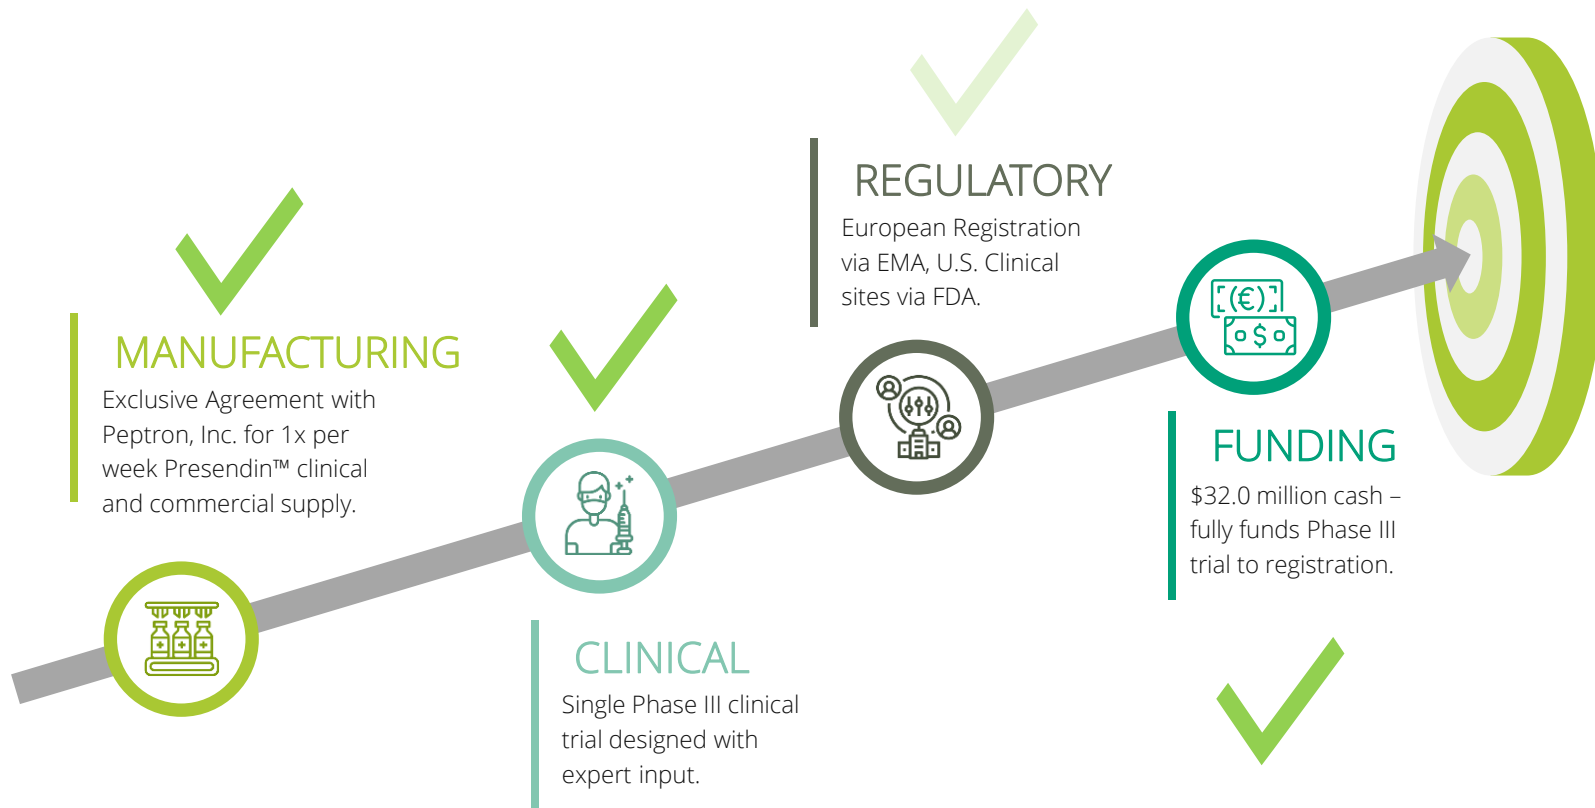 MANUFACTURING
Exclusive Agreement with
Peptron, Inc. for 1x per
week Presendin™ clinical
and commercial supply.
CLINICAL
Single Phase III clinical
trial designed with
expert input.
REGULATORY
European Registration
via EMA, U.S. Clinical
sites via FDA.
(€)
$
FUNDING
$32.0 million cash –
fully funds Phase III
trial to registration.